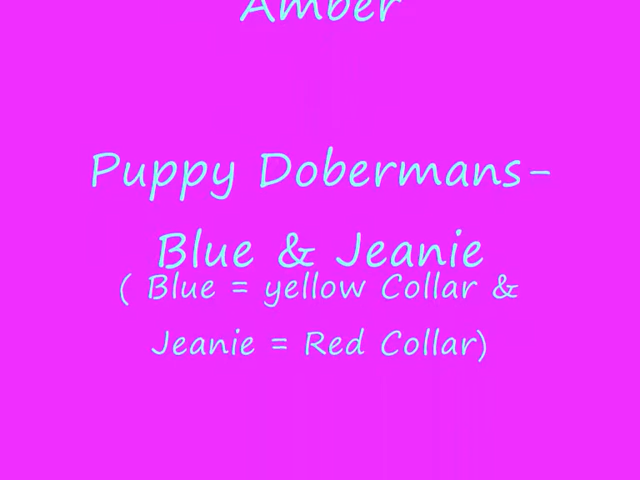 Amber
Puppy Dobermans-
Blue & Jeanie
( Blue = yellow Collar &
Jeanie = Red Collar)